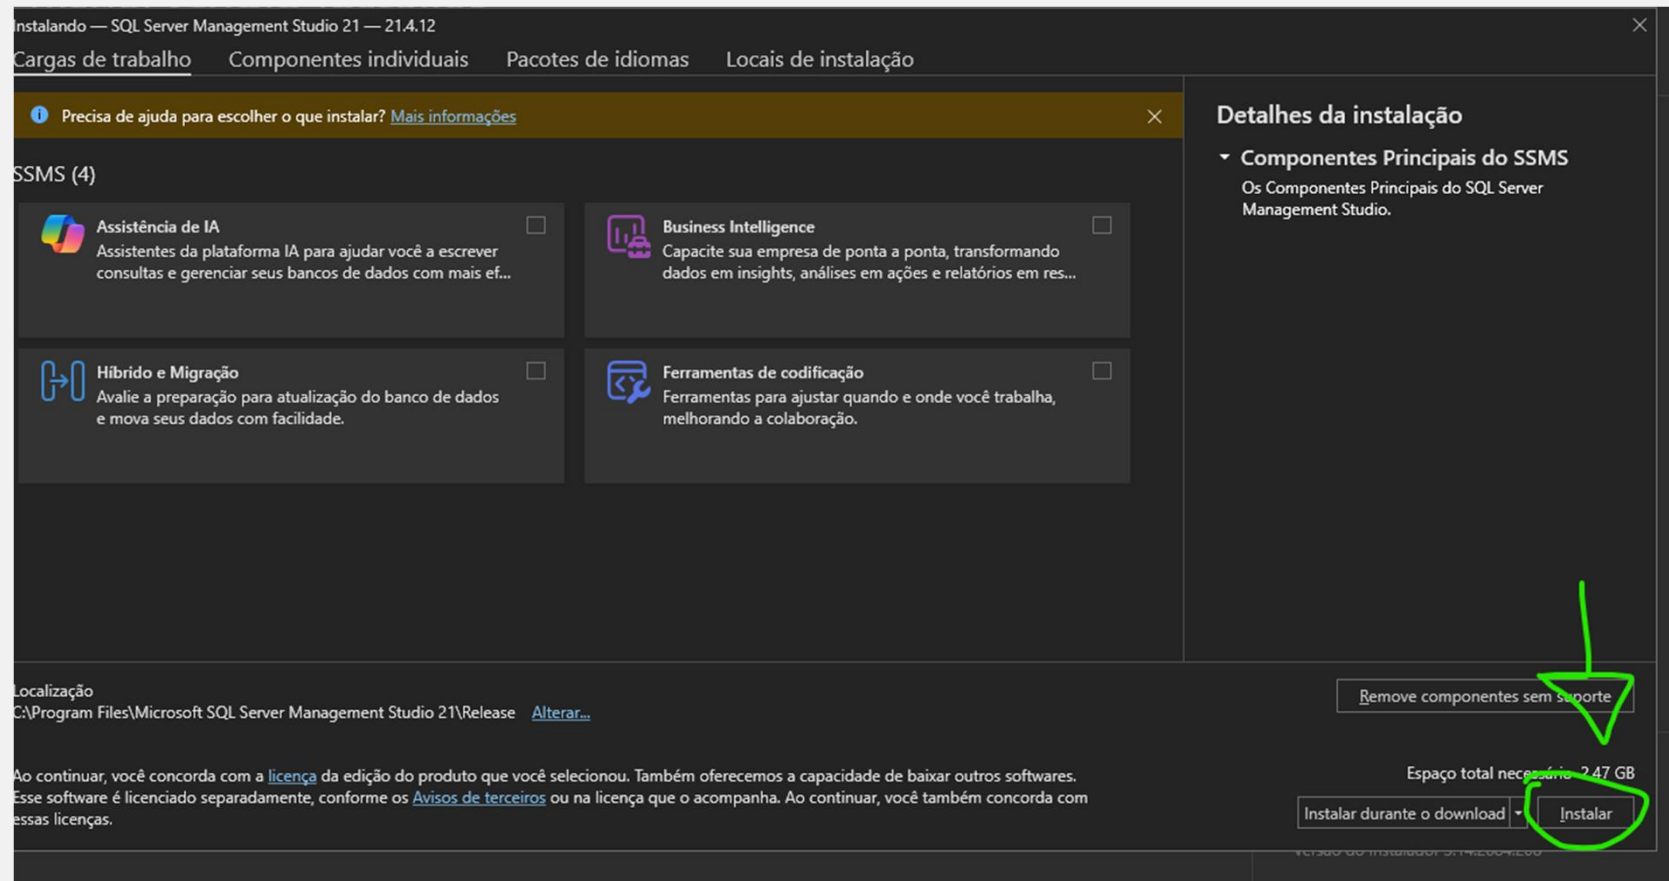 Instalando — SQL Server Management Studio 21 — 21.4.12
Cargas de trabalho Componentes individuais Pacotes de idiomas Locais de instalação
Precisa de ajuda para escolher o que instalar? Mais informações
SSMS (4)
Assistência de IA
Assistentes da plataforma IA para ajudar você a escrever
consultas e gerenciar seus bancos de dados com mais ef...
Business Intelligence
Capacite sua empresa de ponta a ponta, transformando
dados em insights, análises em ações e relatórios em res...
Híbrido e Migração
Avalie a preparação para atualização do banco de dados
e mova seus dados com facilidade.
Ferramentas de codificação
Ferramentas para ajustar quando e onde você trabalha,
melhorando a colaboração.
Detalhes da instalação
Componentes Principais do SSMS
Os Componentes Principais do SQL Server
Management Studio.
Localização
C:\Program Files\Microsoft SQL Server Management Studio 21\Release Alterar...
Remove componentes sem suporte
Ao continuar, você concorda com a licença da edição do produto que você selecionou. Também oferecemos a capacidade de baixar outros softwares.
Esse software é licenciado separadamente, conforme os Avisos de terceiros ou na licença que o acompanha. Ao continuar, você também concorda com
essas licenças.
Espaço total necessário 2,47 GB
Instalar durante o download Instalar